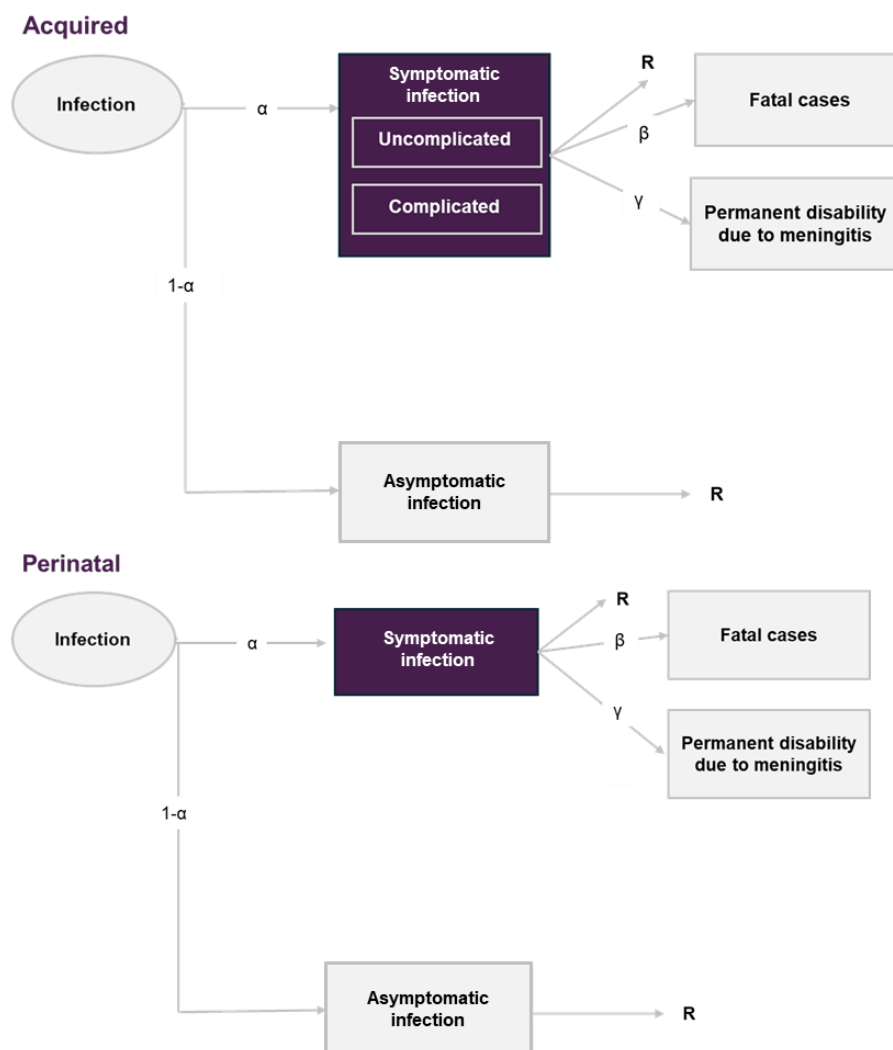 Acquired
Infection
α
Symptomatic
infection
Uncomplicated
Complicated
R
β
γ
Fatal cases
Permanent disability
due to meningitis
1-α
Asymptomatic
infection
R
Perinatal
Infection
α
Symptomatic
infection
R
β
γ
Fatal cases
Permanent disability
due to meningitis
1-α
Asymptomatic
infection
R